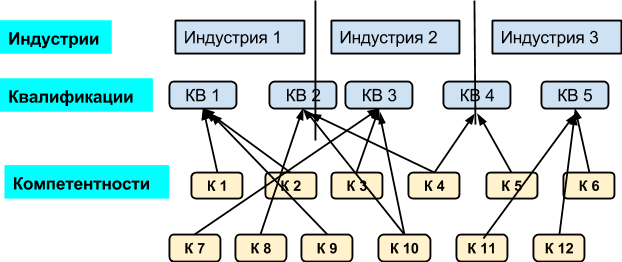 Индустрии
Индустрия 1
Индустрия 2
Индустрия 3
Квалификации
КВ 1
КВ 2
КВ 3
КВ 4
КВ 5
Компетентности
К 1
К 2
К 3
К 4
К 5
К 6
К 7
К 8
К 9
К 10
К 11
К 12